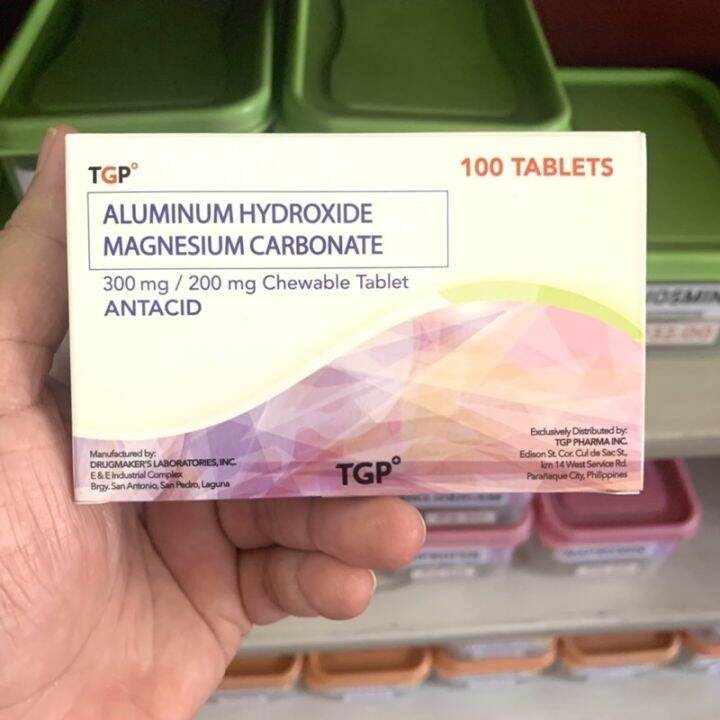 TGP°
100 TABLETS
ALUMINUM HYDROXIDE
MAGNESIUM CARBONATE
300 mg / 200 mg Chewable Tablet
ANTACID
Manufactured by:
DRUGMAKER'S LABORATORIES, INC.
E & E Industrial Complex
Brgy. San Antonio, San Pedro, Laguna
TGP°
Exclusively Distributed by:
TGP PHARMA INC.
Edison St. Cor. Cul de Sac St.,
km 14 West Service Rd.
Parañaque City, Philippines